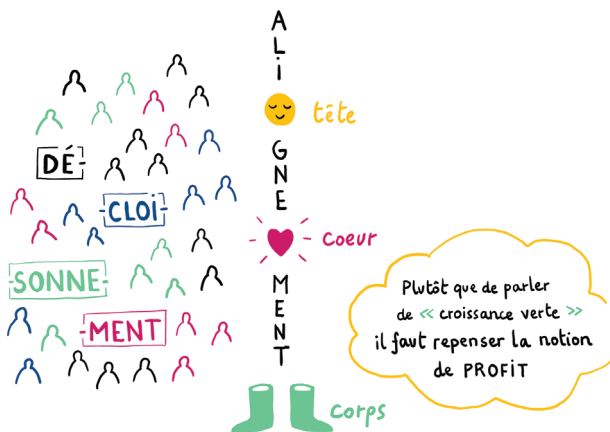 DÉ-
-CLOI-
-SONNE-
-MENT
ALI
tête
GNE
coeur
MENT
corps
Plutôt que de parler
de « croissance verte »
il faut repenser la notion
de PROFIT